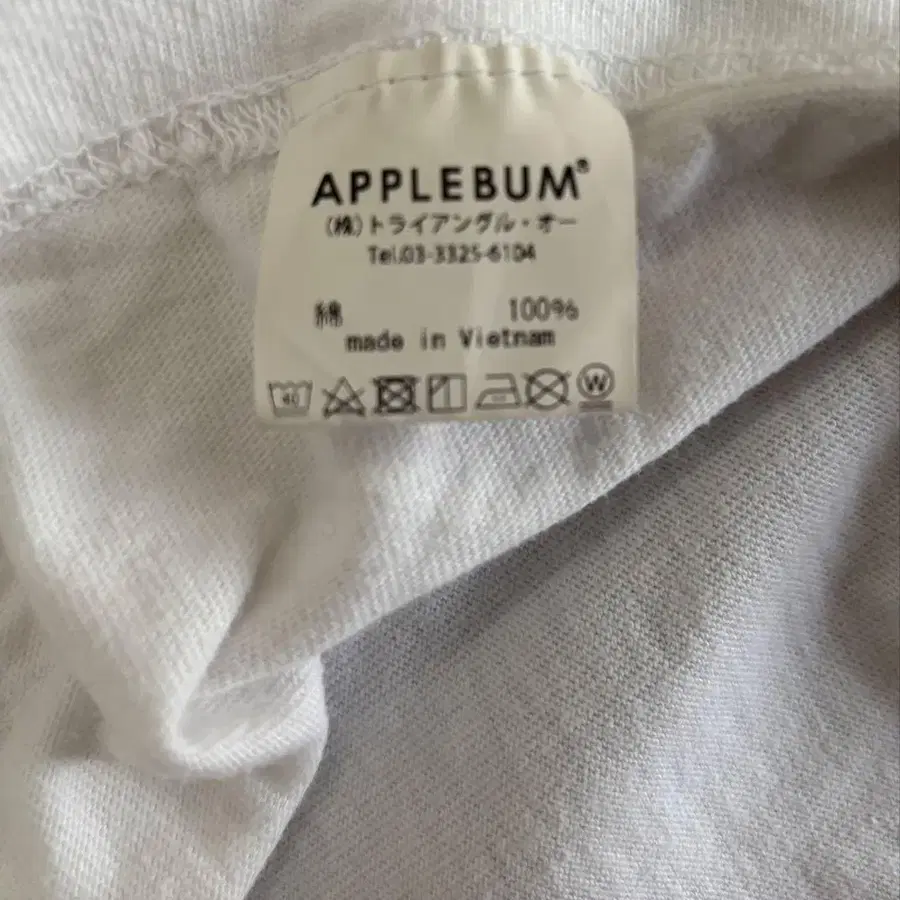 APPLEBUM®
(株)トライアングル・オー
Tel.03-3325-6104
綿 100%
made in Vietnam
40 W